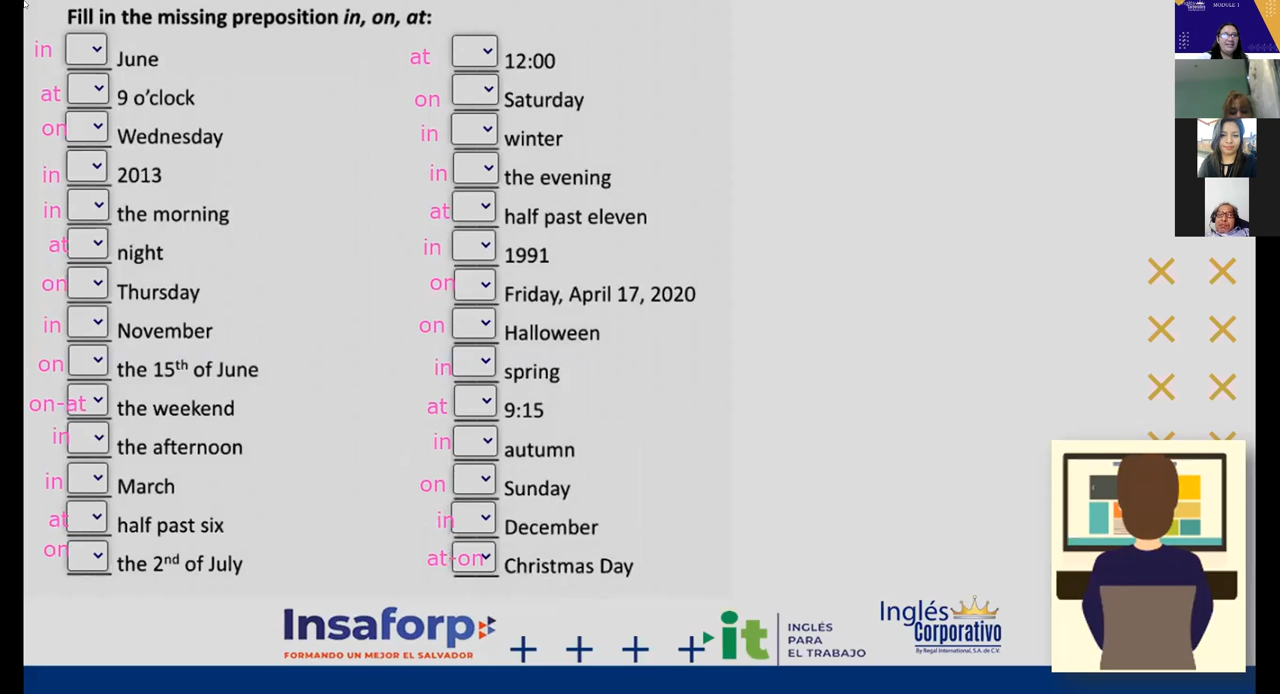 Fill in the missing preposition in, on, at:
in June
at 9 o'clock
on Wednesday
in 2013
in the morning
at night
on Thursday
in November
on the 15th of June
on-at the weekend
in the afternoon
in March
at half past six
on the 2nd of July
at 12:00
on Saturday
in winter
in the evening
at half past eleven
in 1991
on Friday, April 17, 2020
on Halloween
in spring
at 9:15
in autumn
on Sunday
in December
at-on Christmas Day
Insaforp
FORMANDO UN MEJOR EL SALVADOR
it
INGLÉS
PARA
EL TRABAJO
Inglés
Corporativo
By Regal International, S.A. de C.V.
Inglés
Corporativo
MODULE 1